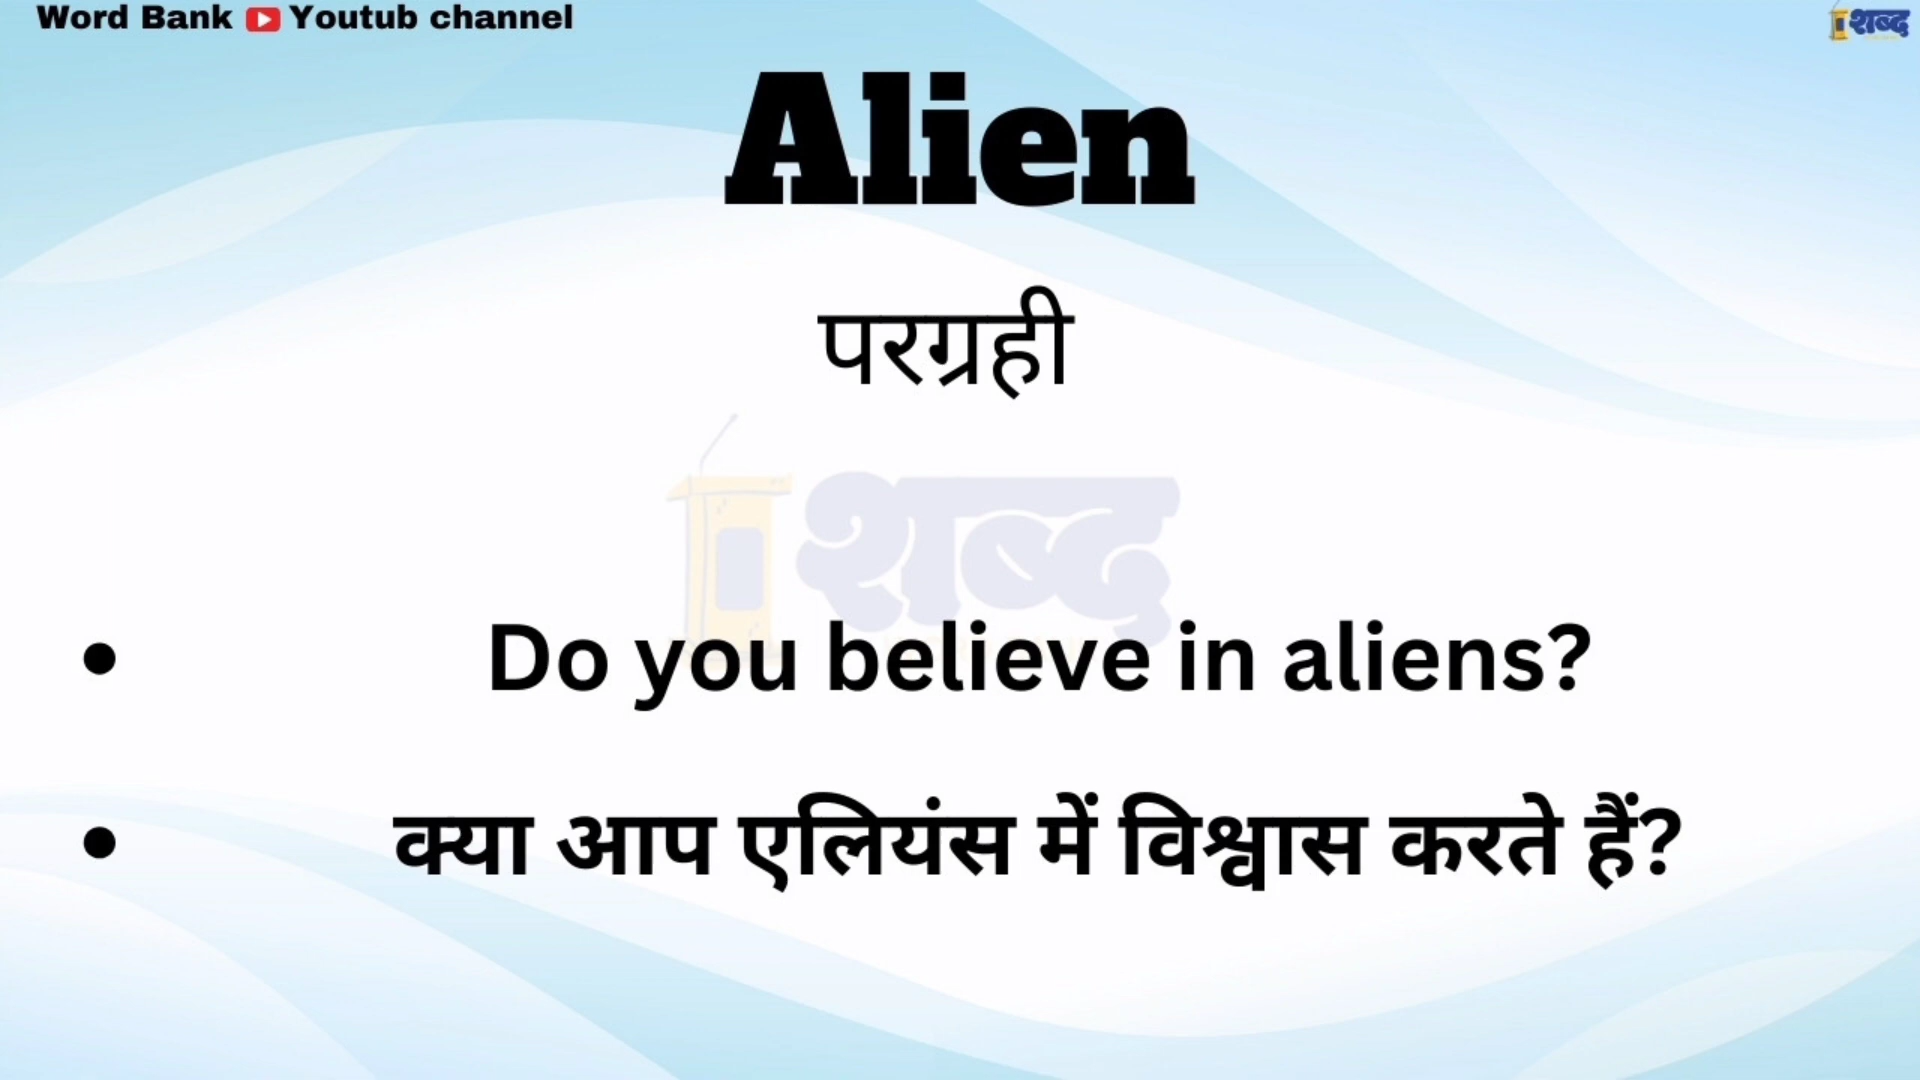 Word Bank Youtub channel
शब्द
Alien
परग्रही
शब्द
• Do you believe in aliens?
• क्या आप एलियंस में विश्वास करते हैं?